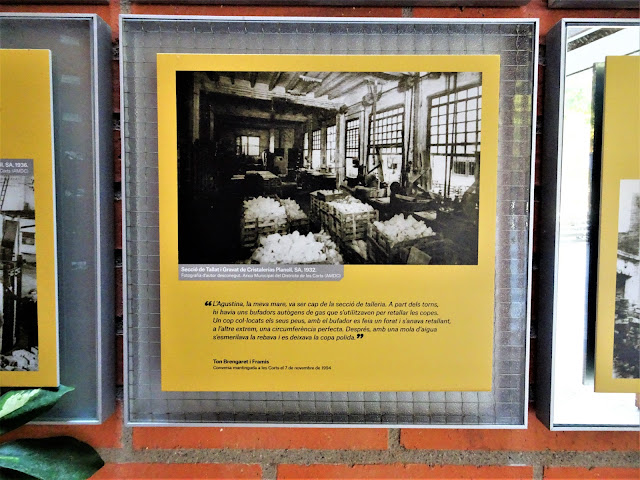 SA, 1936.
Secció de Tallat i Gravat de Cristalerías Planell, SA, 1932.
Fotografia d'autor desconegut. Arxiu Municipal del Districte de les Corts (AMDC)
"L'Agustina, la meva mare, va ser cap de la secció de talleria. A part dels torns,
hi havia uns bufadors autògens de gas que s'utilitzaven per retallar les copes.
Un cop col·locats els seus peus, amb el bufador es feia un forat i s'anava retallant,
a l'altre extrem, una circumferència perfecta. Després, amb una mola d'aigua
s'esmerilava la rebava i es deixava la copa polida."
Ton Brengaret i Framis
Conversa mantinguda a les Corts el 7 de novembre de